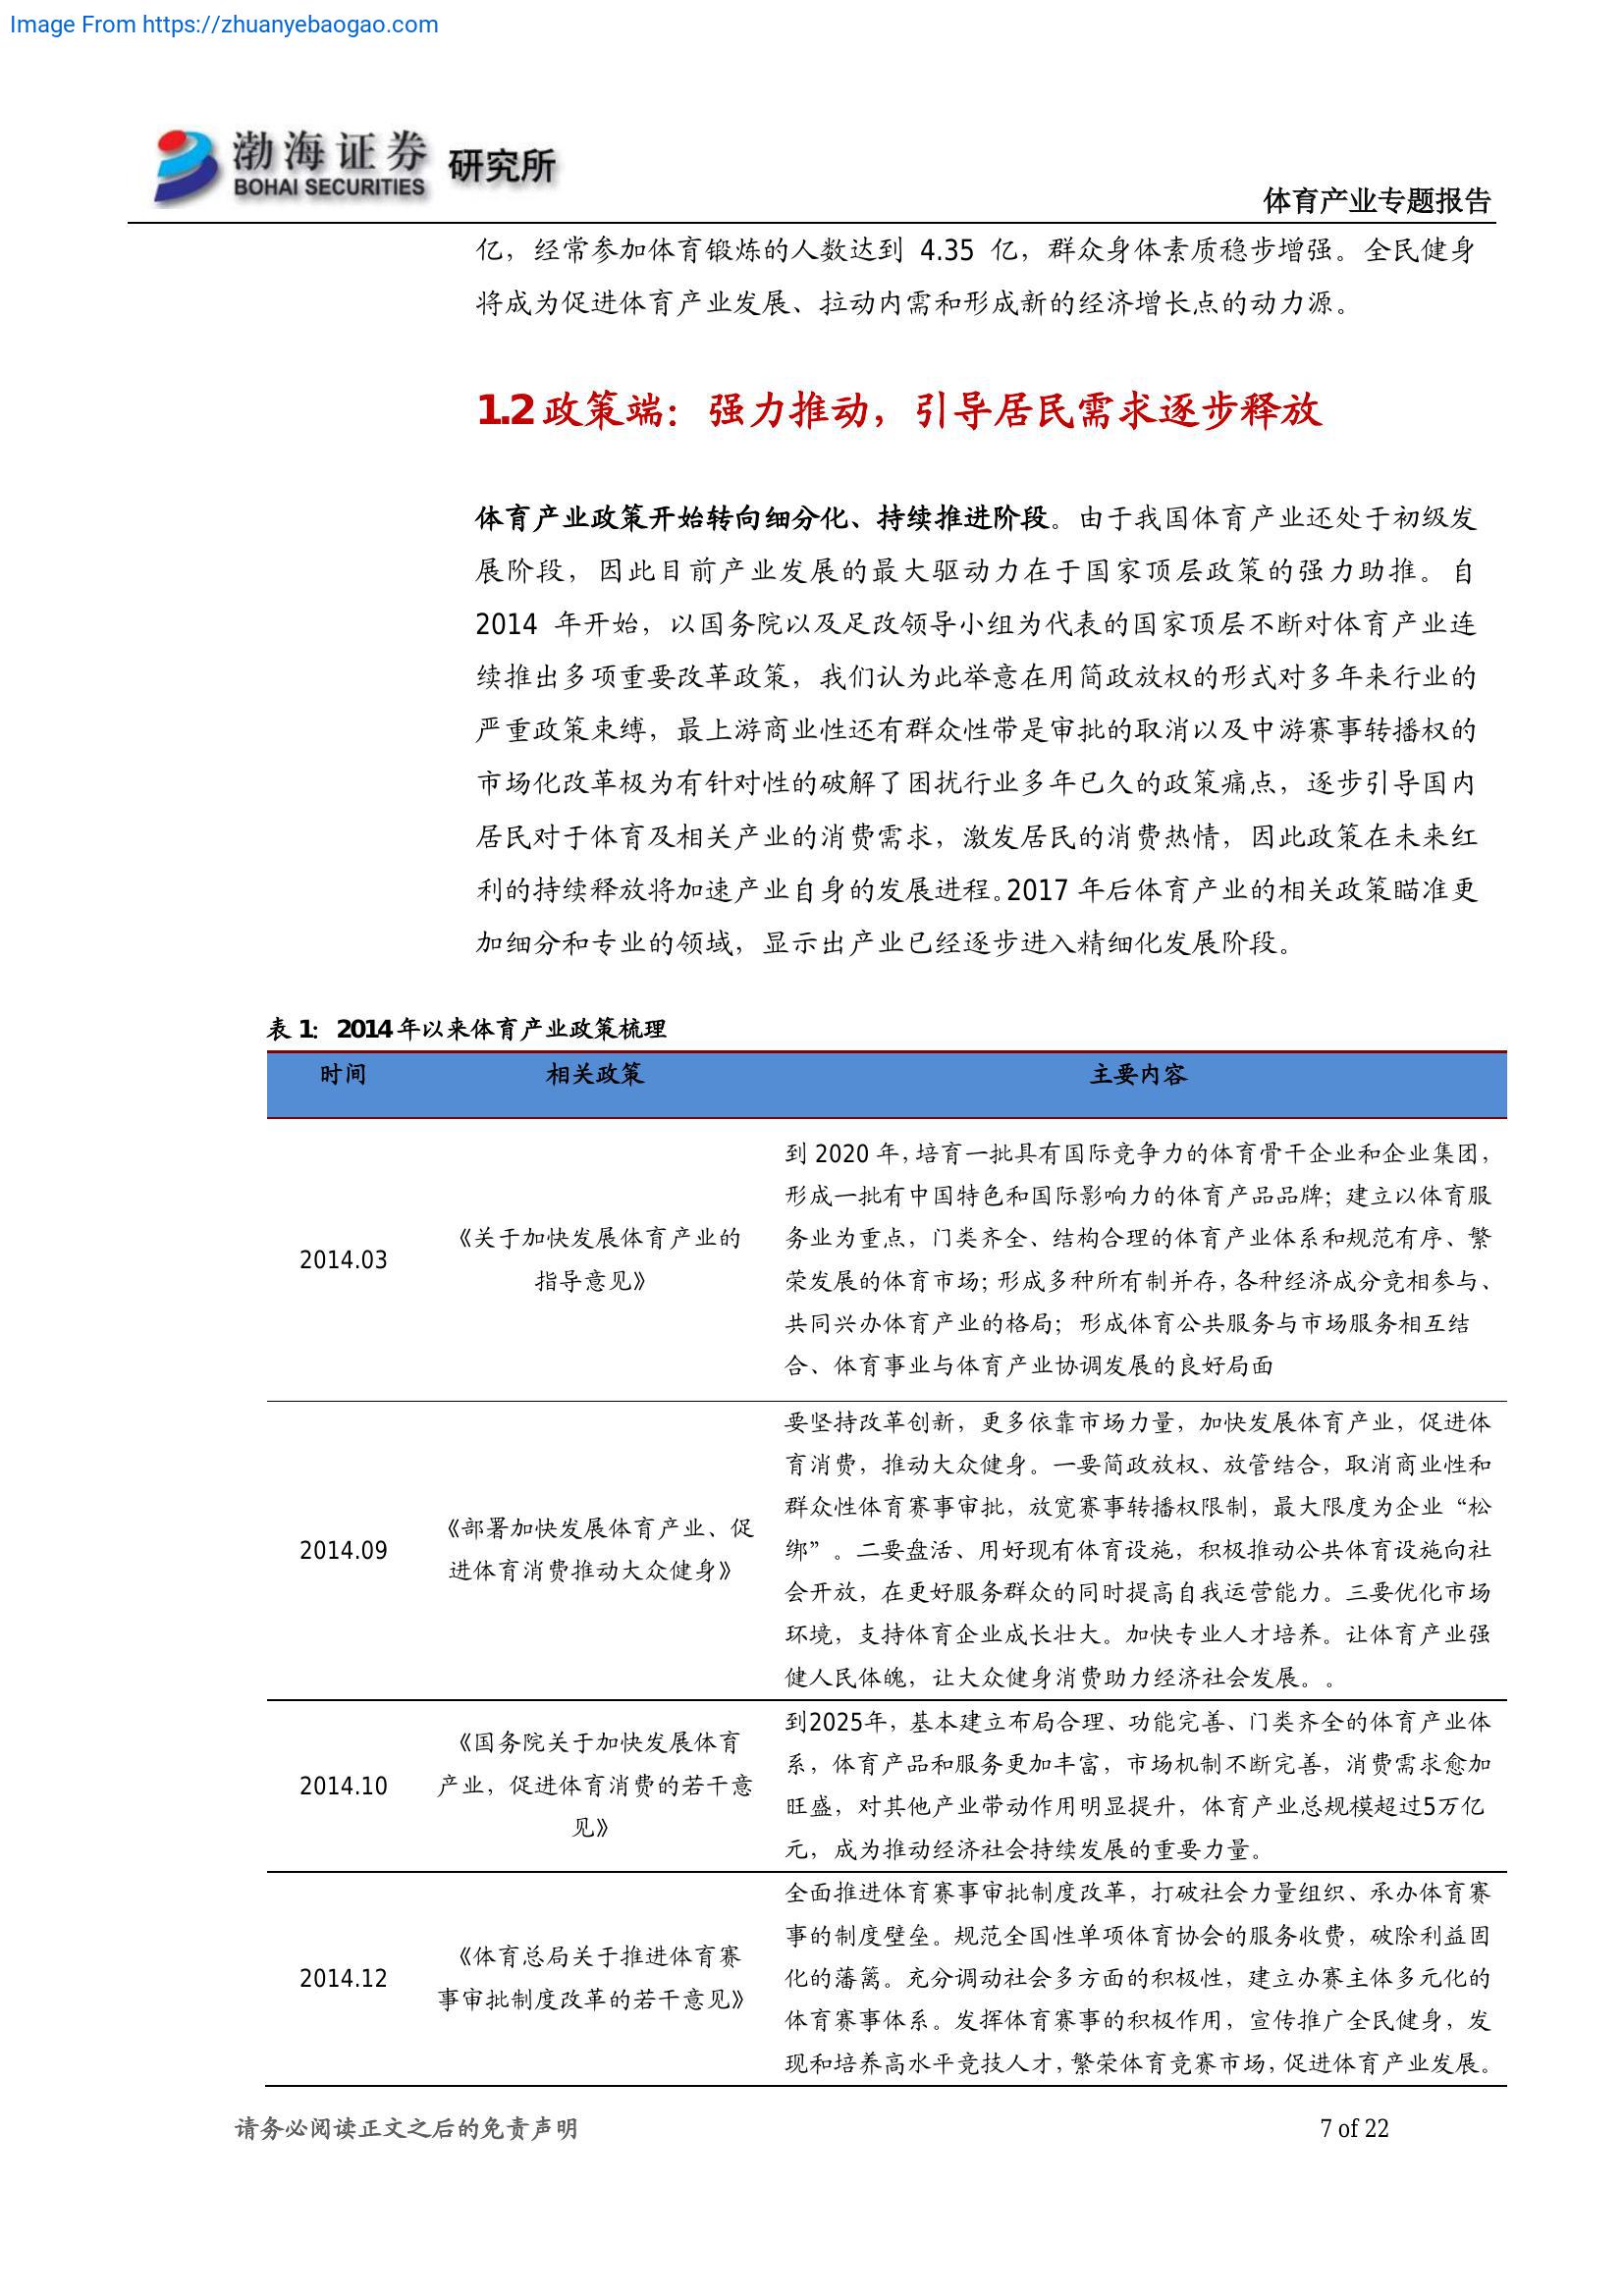 Image From https://zhuanyebaogao.com
渤海证券 研究所
BOHAI SECURITIES
体育产业专题报告
亿，经常参加体育锻炼的人数达到 4.35 亿，群众身体素质稳步增强。全民健身
将成为促进体育产业发展、拉动内需和形成新的经济增长点的动力源。
1.2 政策端：强力推动，引导居民需求逐步释放
体育产业政策开始转向细分化、持续推进阶段。由于我国体育产业还处于初级发
展阶段，因此目前产业发展的最大驱动力在于国家顶层政策的强力助推。自
2014 年开始，以国务院以及足改领导小组为代表的国家顶层不断对体育产业连
续推出多项重要改革政策，我们认为此举意在用简政放权的形式对多年来行业的
严重政策束缚，最上游商业性还有群众性带是审批的取消以及中游赛事转播权的
市场化改革极为有针对性的破解了困扰行业多年已久的政策痛点，逐步引导国内
居民对于体育及相关产业的消费需求，激发居民的消费热情，因此政策在未来红
利的持续释放将加速产业自身的发展进程。2017 年后体育产业的相关政策瞄准更
加细分和专业的领域，显示出产业已经逐步进入精细化发展阶段。
表 1：2014 年以来体育产业政策梳理
时间 相关政策 主要内容
2014.03
《关于加快发展体育产业的
指导意见》
到 2020 年，培育一批具有国际竞争力的体育骨干企业和企业集团，
形成一批有中国特色和国际影响力的体育产品品牌；建立以体育服
务业为重点，门类齐全、结构合理的体育产业体系和规范有序、繁
荣发展的体育市场；形成多种所有制并存，各种经济成分竞相参与、
共同兴办体育产业的格局；形成体育公共服务与市场服务相互结
合、体育事业与体育产业协调发展的良好局面
2014.09
《部署加快发展体育产业、促
进体育消费推动大众健身》
要坚持改革创新，更多依靠市场力量，加快发展体育产业，促进体
育消费，推动大众健身。一要简政放权、放管结合，取消商业性和
群众性体育赛事审批，放宽赛事转播权限制，最大限度为企业“松
绑”。二要盘活、用好现有体育设施，积极推动公共体育设施向社
会开放，在更好服务群众的同时提高自我运营能力。三要优化市场
环境，支持体育企业成长壮大。加快专业人才培养。让体育产业强
健人民体魄，让大众健身消费助力经济社会发展。。
2014.10
《国务院关于加快发展体育
产业，促进体育消费的若干意
见》
到2025年，基本建立布局合理、功能完善、门类齐全的体育产业体
系，体育产品和服务更加丰富，市场机制不断完善，消费需求愈加
旺盛，对其他产业带动作用明显提升，体育产业总规模超过5万亿
元，成为推动经济社会持续发展的重要力量。
2014.12
《体育总局关于推进体育赛
事审批制度改革的若干意见》
全面推进体育赛事审批制度改革，打破社会力量组织、承办体育赛
事的制度壁垒。规范全国性单项体育协会的服务收费，破除利益固
化的藩篱。充分调动社会多方面的积极性，建立办赛主体多元化的
体育赛事体系。发挥体育赛事的积极作用，宣传推广全民健身，发
现和培养高水平竞技人才，繁荣体育竞赛市场，促进体育产业发展。
请务必阅读正文之后的免责声明
7 of 22